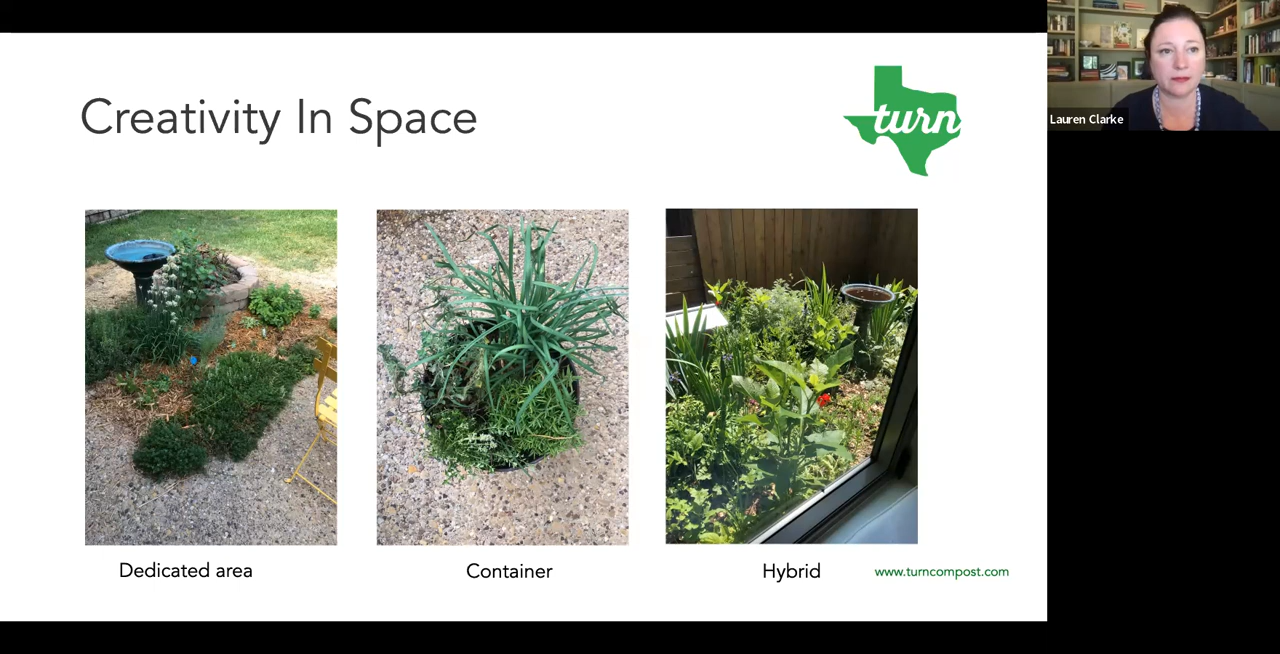 Creativity In Space
turn
Lauren Clarke
Dedicated area
Container
Hybrid
www.turncompost.com